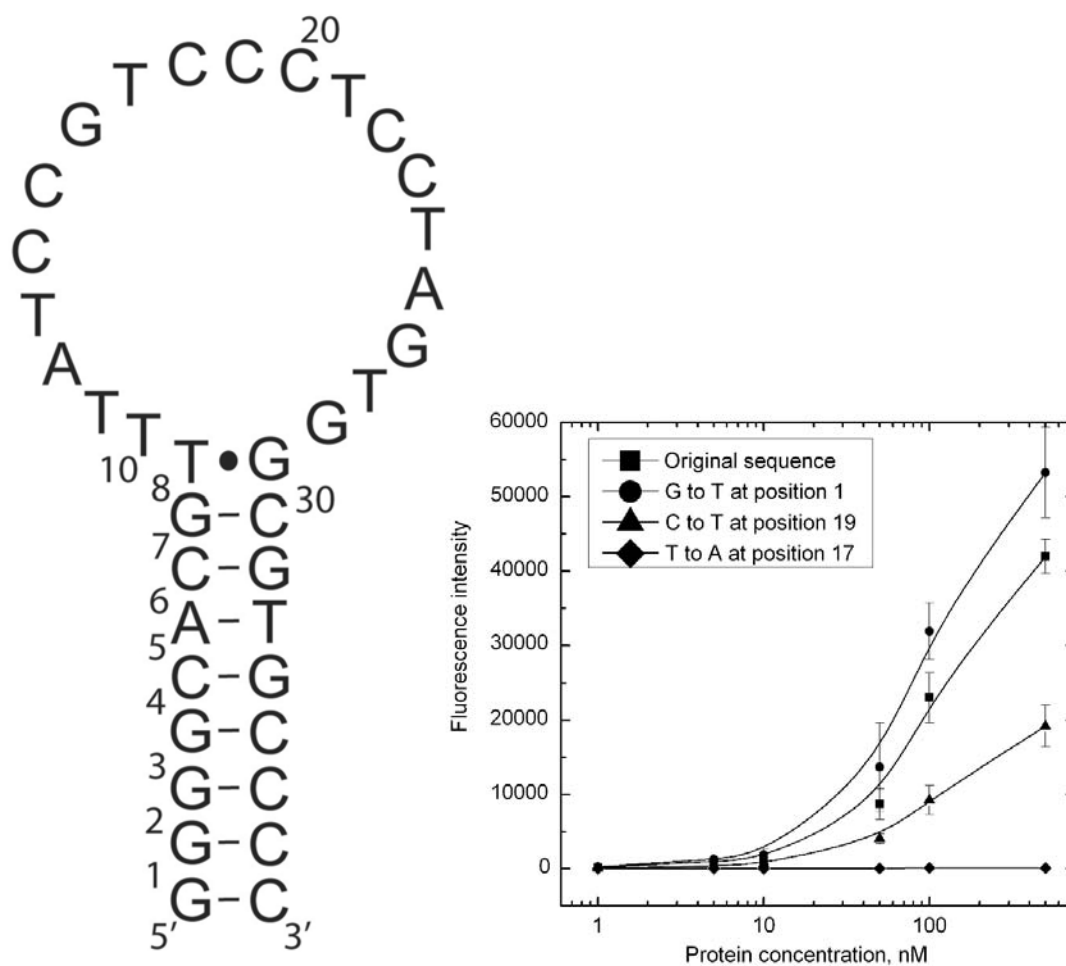 20
T C C C T
G C
C C
C T
T A
A G
T T
T G
10 T • G
8 G - C 30
7 C - G
6 A - T
5 C - G
4 G - C
3 G - C
2 G - C
1 G - C
5′ 3′
Fluorescence intensity
60000
50000
40000
30000
20000
10000
0
Original sequence
G to T at position 1
C to T at position 19
T to A at position 17
1 10 100
Protein concentration, nM